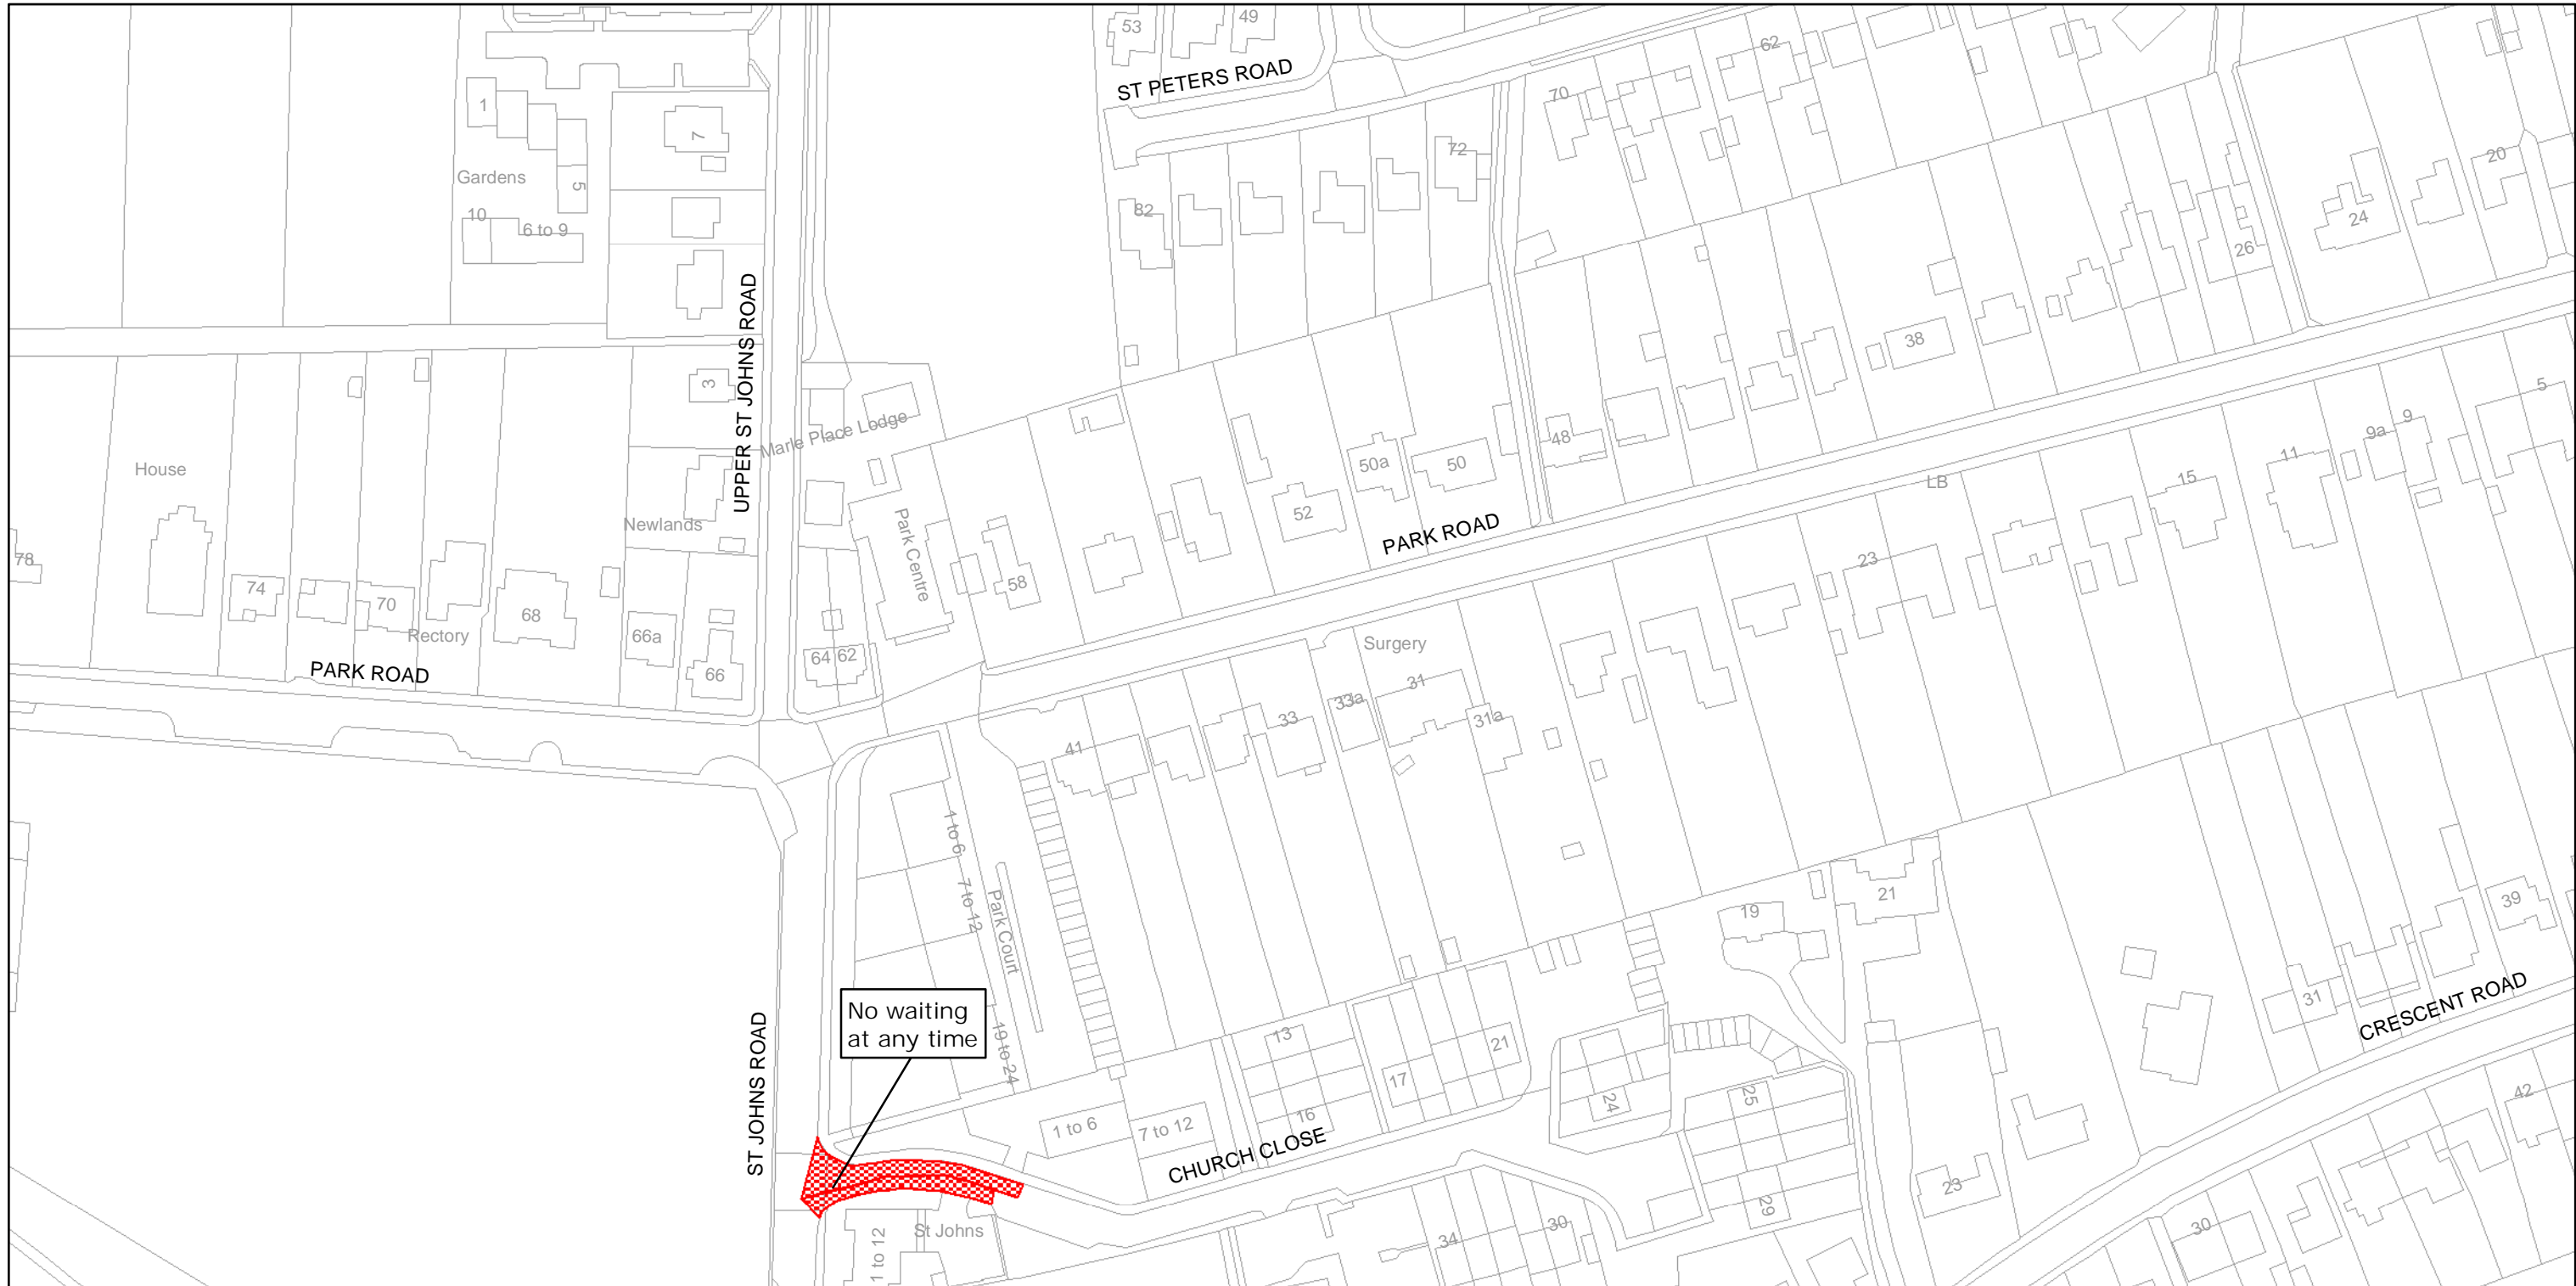 53
49
62
ST PETERS ROAD
1
7
70
Gardens
5
72
20
10
6 to 9
82
24
26
UPPER ST JOHNS ROAD
3
38
5
Marle Place Lodge
9
9a
House
48
50a
50
11
LB
15
Newlands
52
Park Centre
PARK ROAD
78
23
74
70
68
58
Rectory
66a
64
62
66
Surgery
PARK ROAD
31
33a
33
31a
41
1 to 6
7 to 12
Park Court
21
19
39
No waiting
at any time
19 to 24
ST JOHNS ROAD
13
21
31
CRESCENT ROAD
17
24
25
42
16
1 to 6
7 to 12
CHURCH CLOSE
23
29
St Johns
34
30
30
1 to 12